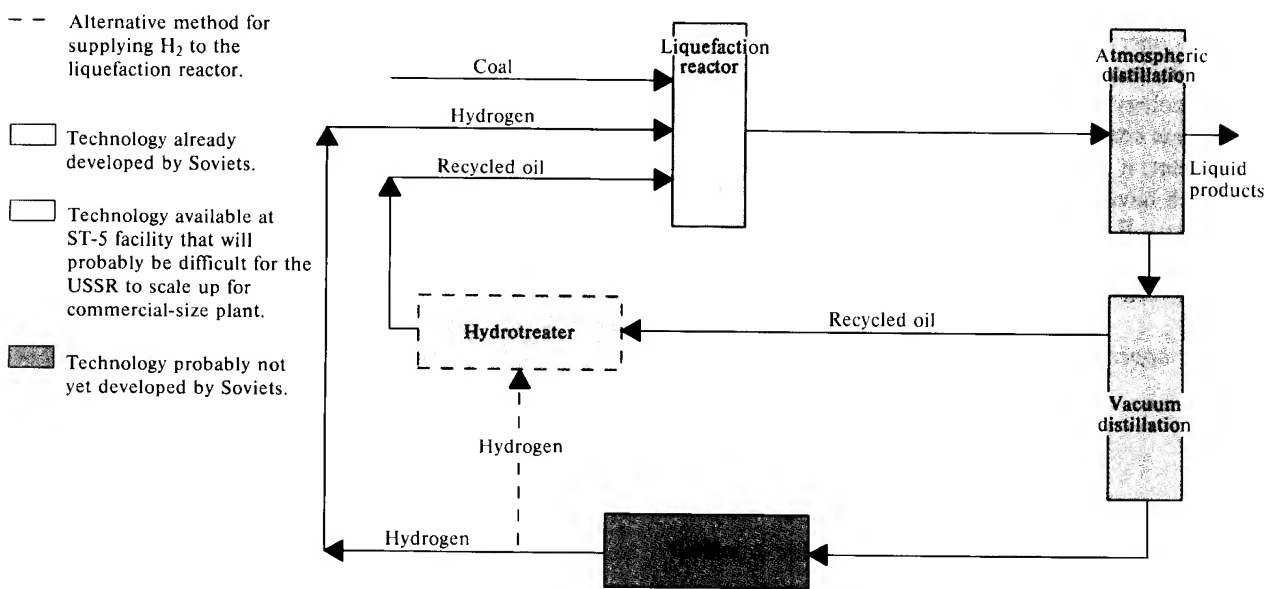 Alternative method for
supplying H₂ to the
liquefaction reactor.
Technology already
developed by Soviets.
Technology available at
ST-5 facility that will
probably be difficult for the
USSR to scale up for
commercial-size plant.
Technology probably not
yet developed by Soviets.
Coal
Hydrogen
Recycled oil
Liquefaction
reactor
Atmospheric
distillation
Liquid
products
Hydrotreater
Recycled oil
Vacuum
distillation
Hydrogen
Hydrogen